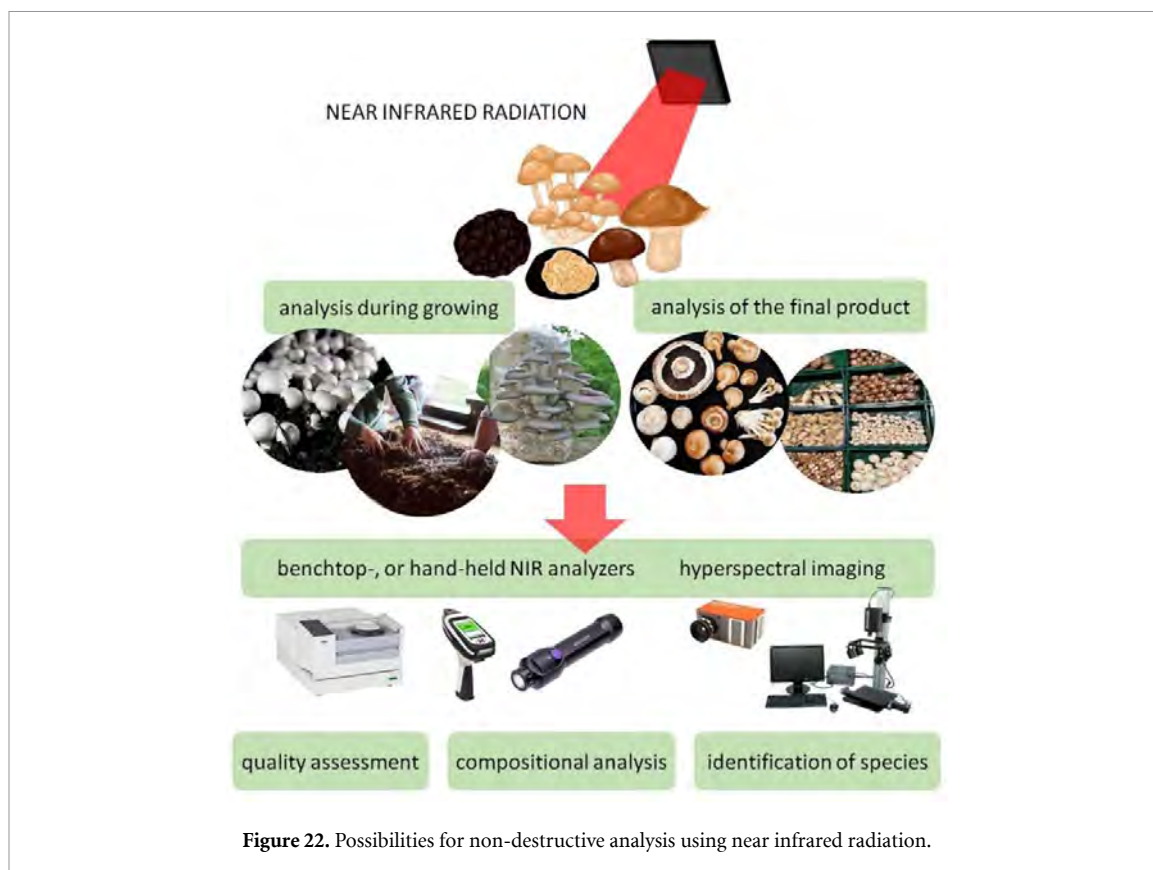 NEAR INFRARED RADIATION
analysis during growing
analysis of the final product
benchtop-, or hand-held NIR analyzers
hyperspectral imaging
quality assessment
compositional analysis
identification of species
Figure 22. Possibilities for non-destructive analysis using near infrared radiation.